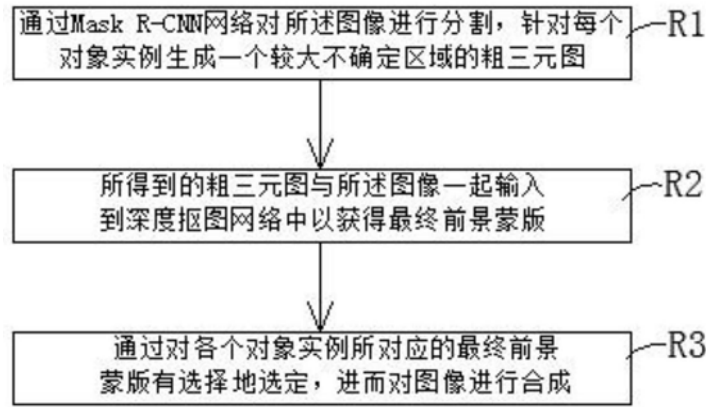 通过Mask R-CNN网络对所述图像进行分割，针对每个
对象实例生成一个较大不确定区域的粗三元图
R1
所得到的粗三元图与所述图像一起输入
到深度抠图网络中以获得最终前景蒙版
R2
通过对各个对象实例所对应的最终前景
蒙版有选择地选定，进而对图像进行合成
R3